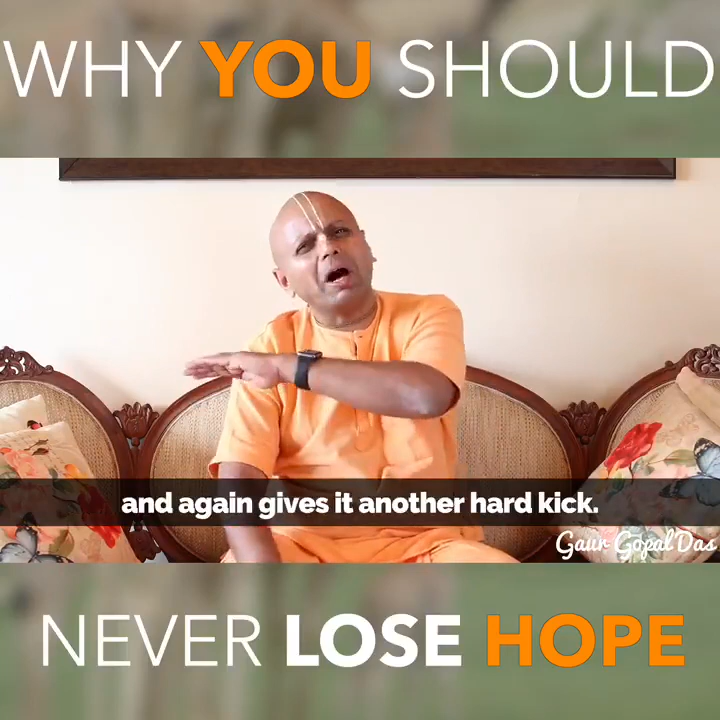 WHY YOU SHOULD
and again gives it another hard kick.
Gaur Gopal Das
NEVER LOSE HOPE